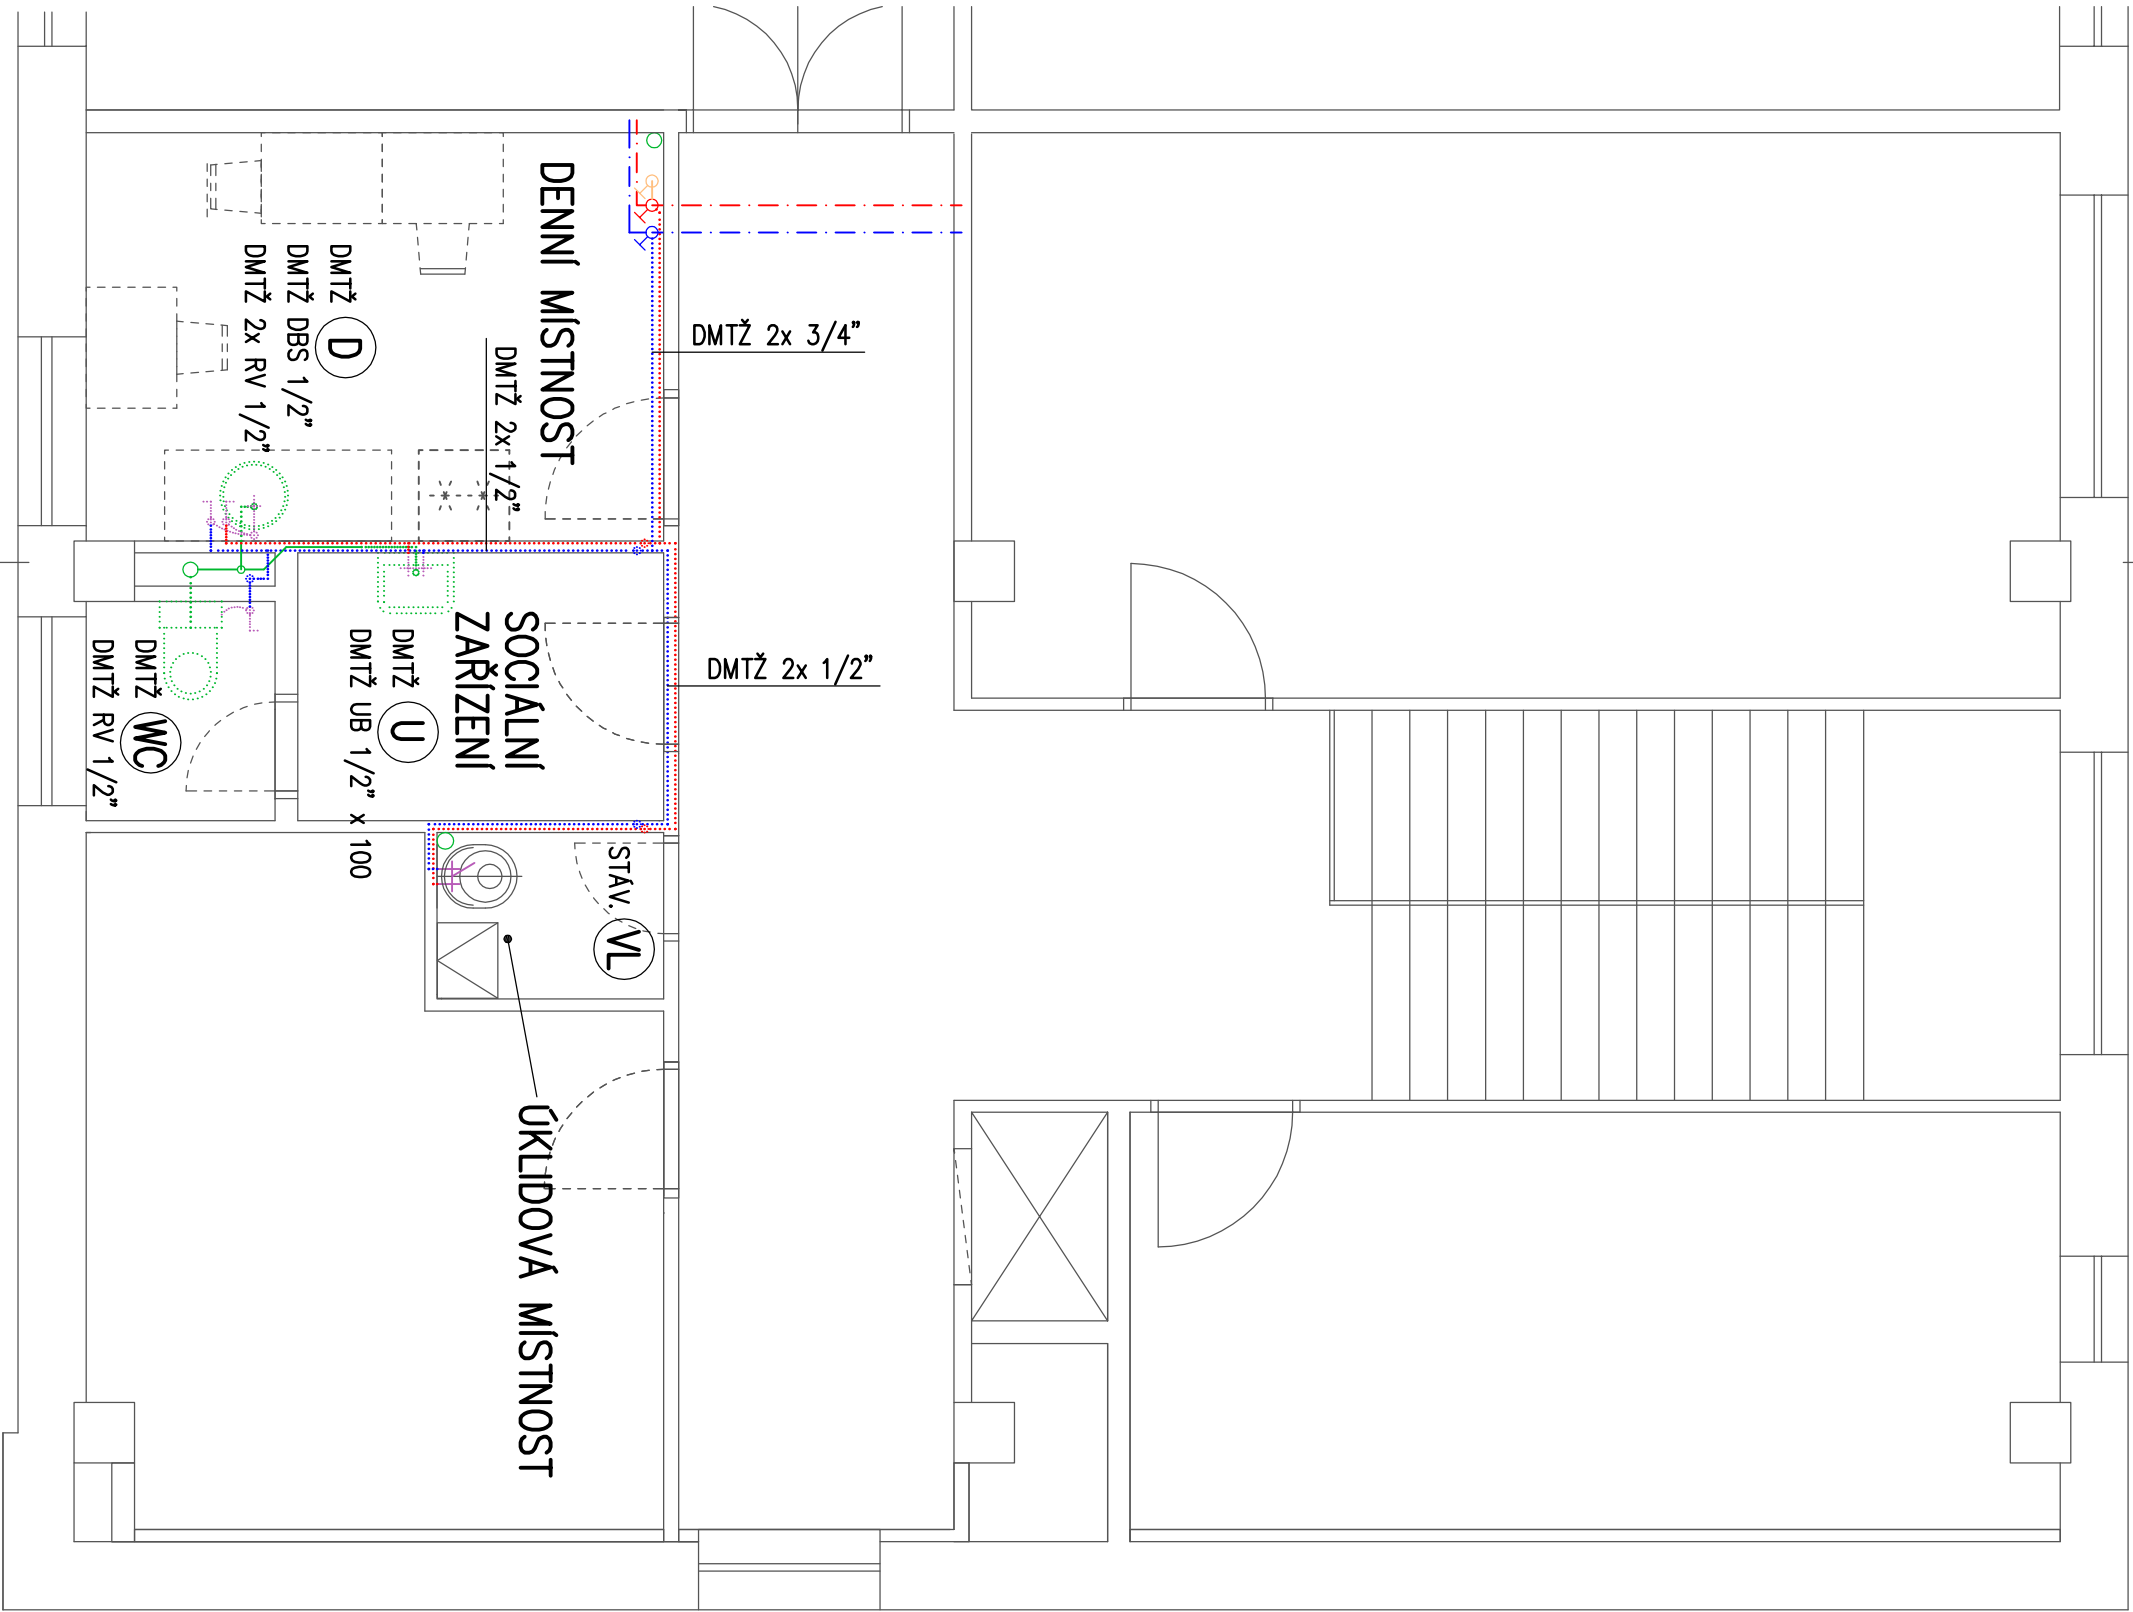 DENNÍ MÍSTNOST
DMTŽ D
DMTŽ DBS 1/2”
DMTŽ 2x RV 1/2”
DMTŽ 2x 1/2”
DMTŽ 2x 3/4”
DMTŽ 2x 1/2”
SOCIÁLNÍ
ZAŘÍZENÍ
DMTŽ U
DMTŽ UB 1/2” x 100
DMTŽ WC
DMTŽ RV 1/2”
STÁV. VL
ÚKLIDOVÁ MÍSTNOST